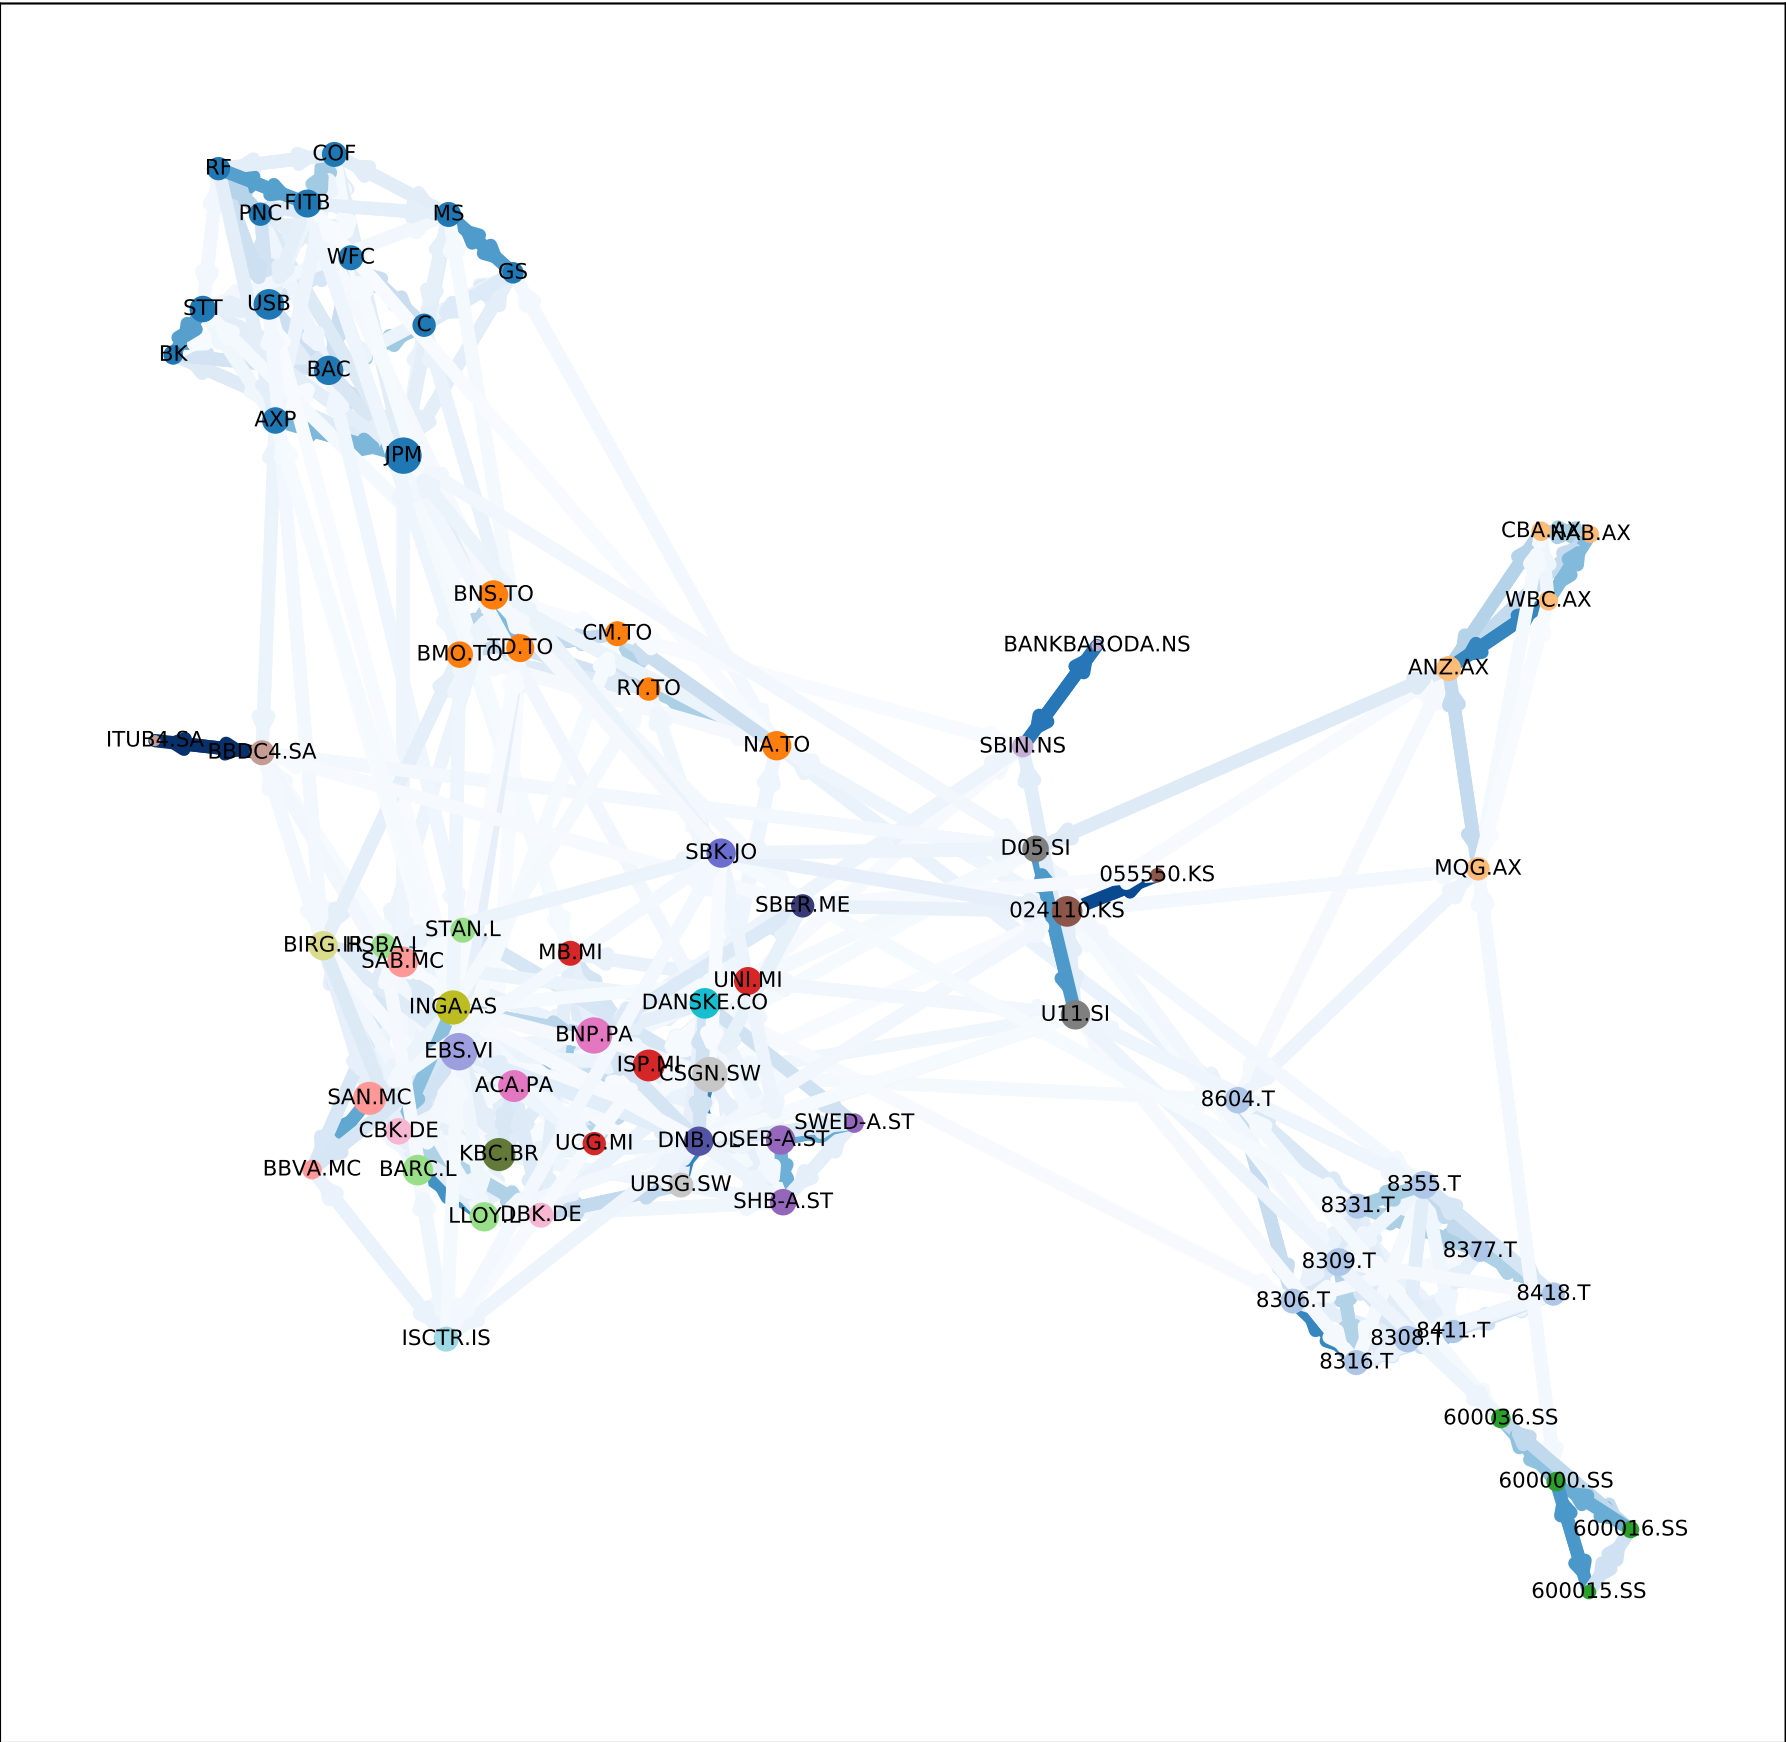 COF
RF
FITB
PNC
MS
WFC
GS
USB
STT
C
BK
BAC
AXP
JPM
CBA.AX
NAB.AX
BNS.TO
WBC.AX
CM.TO
BANKBARODA.NS
TD.TO
BMO.TO
ANZ.AX
RY.TO
ITUB4.SA
NA.TO
SBIN.NS
BBDC4.SA
D05.SI
SBK.JO
MQG.AX
055550.KS
SBER.ME
024110.KS
STAN.L
BIRG.IR
HSBA.L
MB.MI
SAB.MC
UNI.MI
DANSKE.CO
INGA.AS
U11.SI
BNP.PA
EBS.VI
ISP.MI
CSGN.SW
ACA.PA
SAN.MC
8604.T
SWED-A.ST
CBK.DE
SEB-A.ST
DNB.OL
UCG.MI
KBC.BR
BBVA.MC
BARC.L
UBSG.SW
8355.T
SHB-A.ST
8331.T
LLOY.L
DBK.DE
8377.T
8309.T
8418.T
8306.T
8411.T
8308.T
ISCTR.IS
8316.T
600036.SS
600000.SS
600016.SS
600015.SS